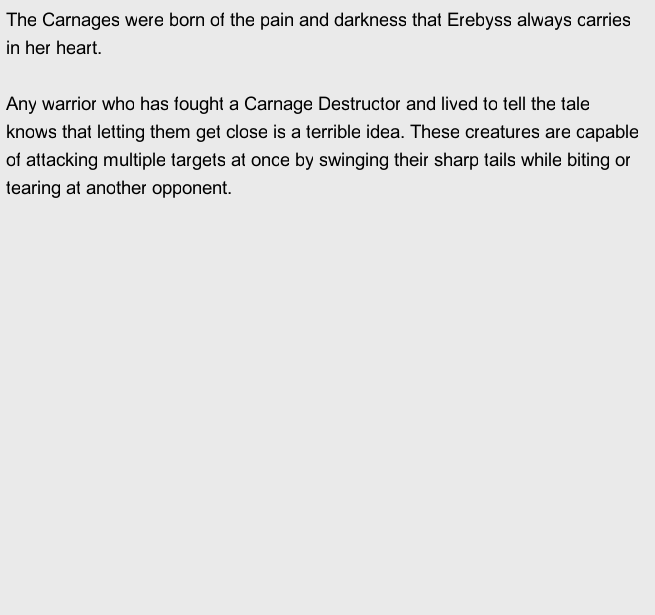 The Carnages were born of the pain and darkness that Erebyss always carries
in her heart.
Any warrior who has fought a Carnage Destructor and lived to tell the tale
knows that letting them get close is a terrible idea. These creatures are capable
of attacking multiple targets at once by swinging their sharp tails while biting or
tearing at another opponent.